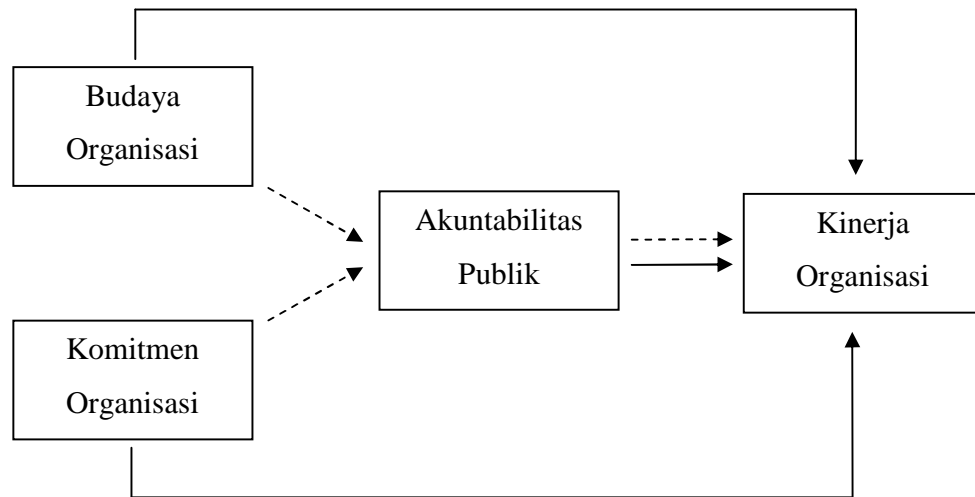 Budaya
Organisasi
Akuntabilitas
Publik
Kinerja
Organisasi
Komitmen
Organisasi